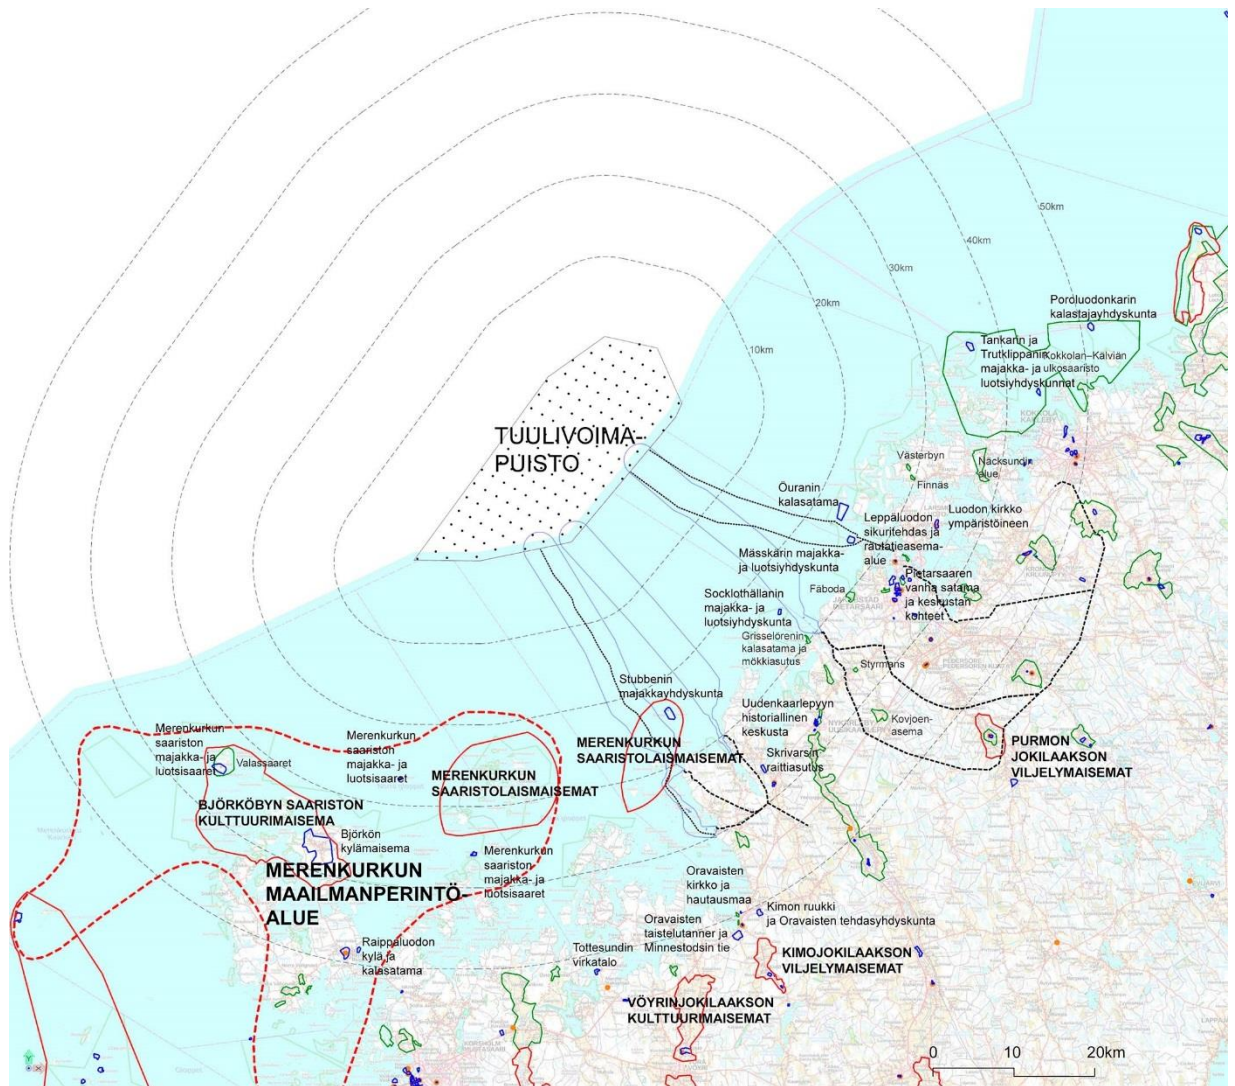 50km
40km
30km
20km
10km
Poroluodonkarin
kalastajayhdyskunta
Tankarin ja
Trutklippanin
majakka- ja
luotsiyhdyskunnat
Kokkolan–Kälviän
ulkosaaristo
KOKKOLA
TUULIVOIMA-
PUISTO
Västerbyn
Finnäs
Näcksundin
alue
Öuranin
kalasatama
Leppäluodon
sikuritehdas ja
rautatieasema-
alue
Luodon kirkko
ympäristöineen
Mässkärin majakka-
ja luotsiyhdyskunta
Fäboda
Pietarsaaren
vanha satama
ja keskustan
kohteet
Socklothällanin
majakka- ja
luotsiyhdyskunta
Grisselörenin
kalasatama ja
mökkiasutus
Styrmans
Stubbenin
majakkayhdyskunta
Uudenkaarlepyyn
historiallinen
keskusta
Kovjoen-
asema
Skrivarsin
raittiasutus
PURMON
JOKILAAKSON
VILJELYMAISEMAT
Merenkurkun
saariston
majakka- ja
luotsisaaret
Valassaaret
Merenkurkun
saariston
majakka- ja
luotsisaaret
MERENKURKUN
SAARISTOLAISMAISEMAT
MERENKURKUN
SAARISTOLAISMAISEMAT
BJÖRKÖBYN SAARISTON
KULTTUURIMAISEMA
Björkön
kylämaisema
MERENKURKUN
MAAILMANPERINTÖ-
ALUE
Merenkurkun
saariston
majakka- ja
luotsisaaret
Raippaluodon
kylä ja
kalasatama
Oravaisten
kirkko ja
hautausmaa
Kimon ruukki
ja Oravaisten tehdasyhdyskunta
Oravaisten
taistelutanner ja
Minnestodsin tie
Tottesundin
virkatalo
KIMOJOKILAAKSON
VILJELYMAISEMAT
VÖYRINJOKILAAKSON
KULTTUURIMAISEMAT
0 10 20km